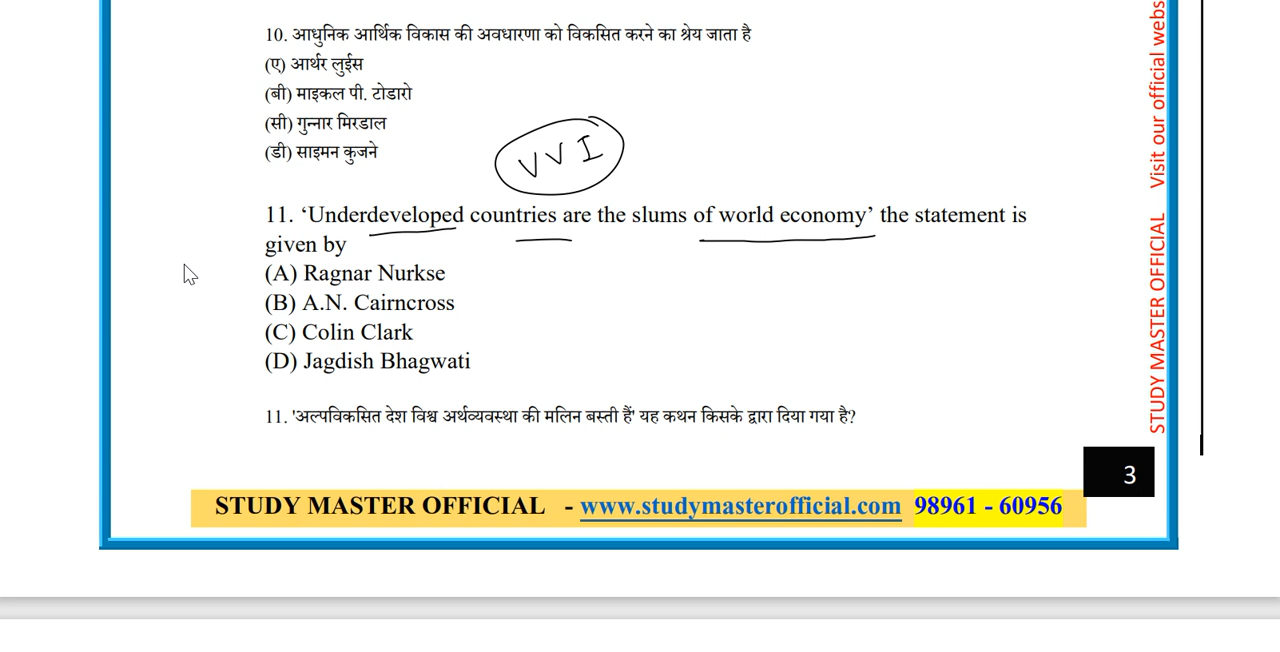 10. आधुनिक आर्थिक विकास की अवधारणा को विकसित करने का श्रेय जाता है
(ए) आर्थर लुईस
(बी) माइकल पी. टोडारो
(सी) गुन्नार मिरडाल
(डी) साइमन कुजने
VVI
11. ‘Underdeveloped countries are the slums of world economy’ the statement is
given by
(A) Ragnar Nurkse
(B) A.N. Cairncross
(C) Colin Clark
(D) Jagdish Bhagwati
11. 'अल्पविकसित देश विश्व अर्थव्यवस्था की मलिन बस्ती हैं' यह कथन किसके द्वारा दिया गया है?
3
STUDY MASTER OFFICIAL - www.studymasterofficial.com 98961 - 60956
STUDY MASTER OFFICIAL Visit our official webs